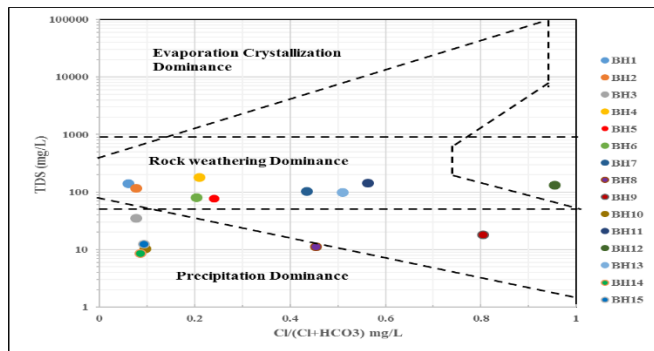 100000
10000
1000
100
10
1
TDS (mg/L)
Evaporation Crystallization
Dominance
Rock weathering Dominance
Precipitation Dominance
0
0.2
0.4
0.6
0.8
1
Cl/(Cl+HCO3) mg/L
BH1
BH2
BH3
BH4
BH5
BH6
BH7
BH8
BH9
BH10
BH11
BH12
BH13
BH14
BH15